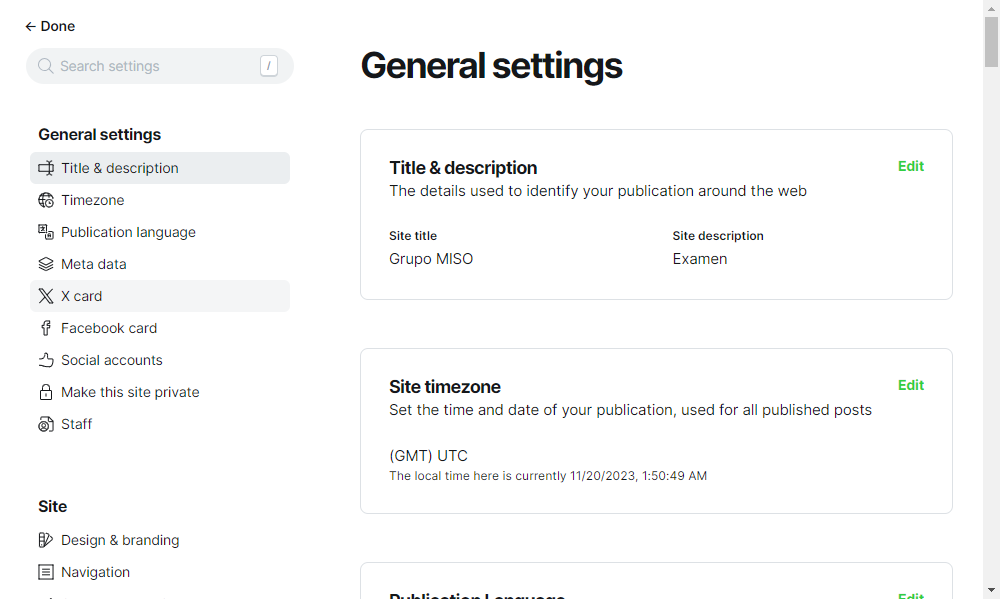 Done
Search settings
/
General settings
Title & description
Timezone
Publication language
Meta data
X card
Facebook card
Social accounts
Make this site private
Staff
Site
Design & branding
Navigation
General settings
Title & description
Edit
The details used to identify your publication around the web
Site title
Site description
Grupo MISO
Examen
Site timezone
Edit
Set the time and date of your publication, used for all published posts
(GMT) UTC
The local time here is currently 11/20/2023, 1:50:49 AM
Publication Language
Edit